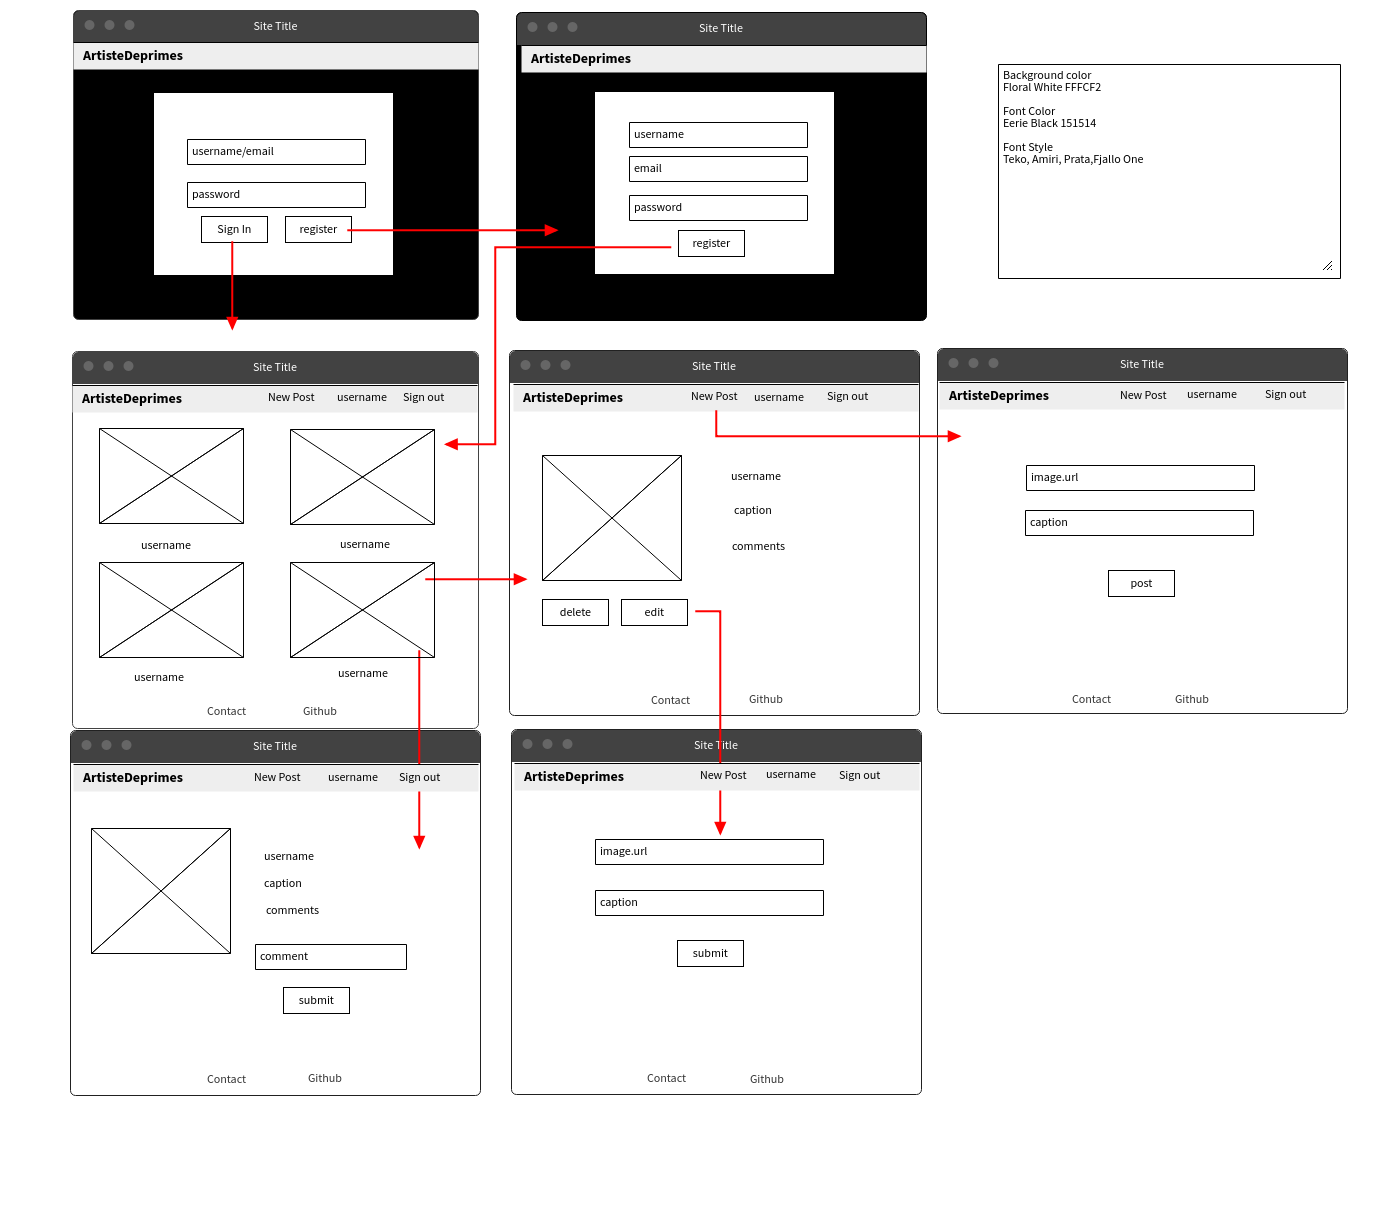 Site Title
ArtisteDeprimes
username/email
password
Sign In register
Site Title
ArtisteDeprimes
username
email
password
register
Background color
Floral White FFFCF2
Font Color
Eerie Black 151514
Font Style
Teko, Amiri, Prata,Fjallo One
Site Title
ArtisteDeprimes New Post username Sign out
username username
username username
Contact Github
Site Title
ArtisteDeprimes New Post username Sign out
username
caption
comments
delete edit
Contact Github
Site Title
ArtisteDeprimes New Post username Sign out
image.url
caption
post
Contact Github
Site Title
ArtisteDeprimes New Post username Sign out
username
caption
comments
comment
submit
Contact Github
Site Title
ArtisteDeprimes New Post username Sign out
image.url
caption
submit
Contact Github